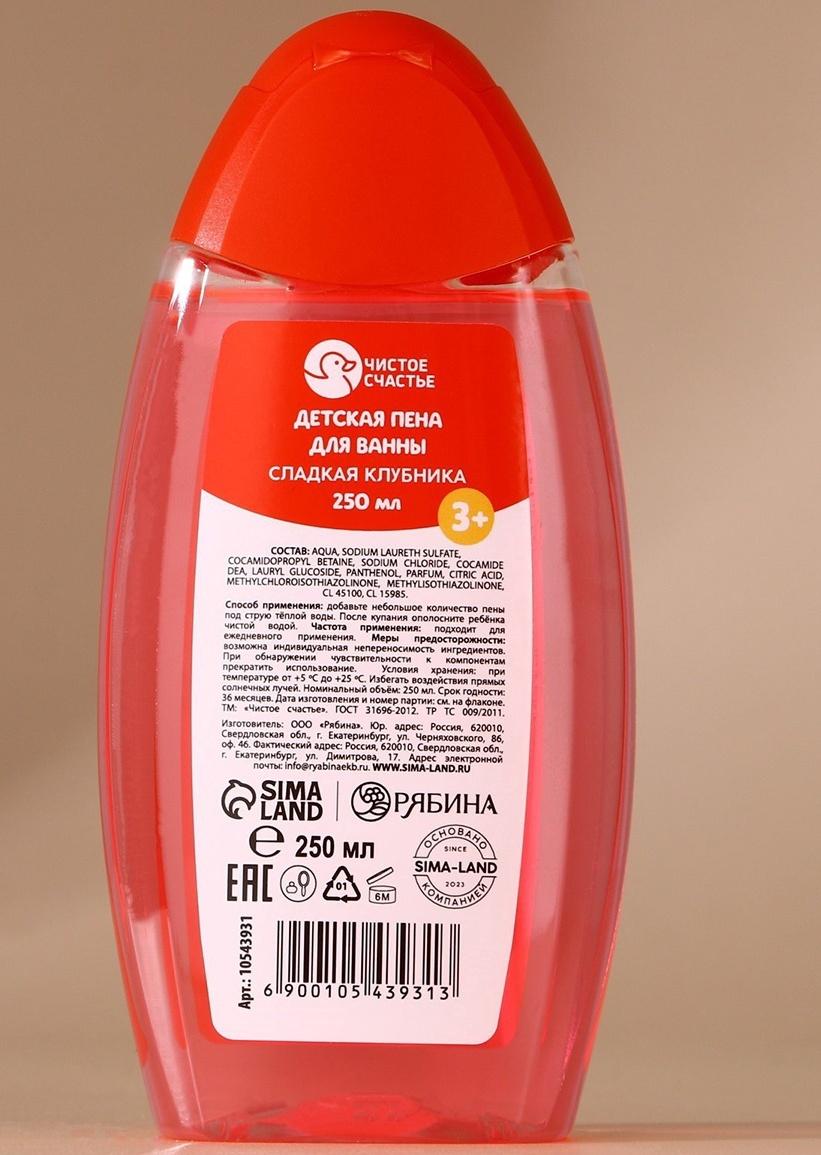 ЧИСТОЕ
СЧАСТЬЕ
ДЕТСКАЯ ПЕНА
ДЛЯ ВАННЫ
СЛАДКАЯ КЛУБНИКА
250 мл
3+
СОСТАВ: AQUA, SODIUM LAURETH SULFATE,
COCAMIDOPROPYL BETAINE, SODIUM CHLORIDE, COCAMIDE
DEA, LAURYL GLUCOSIDE, PANTHENOL, PARFUM, CITRIC ACID,
METHYLCHLOROISOTHIAZOLINONE, METHYLISOTHIAZOLINONE,
CL 45100, CL 15985.
Способ применения: добавьте небольшое количество пены
под струю тёплой воды. После купания ополосните ребёнка
чистой водой. Частота применения: подходит для
ежедневного применения. Меры предосторожности:
возможна индивидуальная непереносимость ингредиентов.
При обнаружении чувствительности к компонентам
прекратить использование. Условия хранения: при
температуре от +5 ºС до +25 ºС. Избегать воздействия прямых
солнечных лучей. Номинальный объём: 250 мл. Срок годности:
36 месяцев. Дата изготовления и номер партии: см. на флаконе.
ТМ: «Чистое счастье». ГОСТ 31696-2012. ТР ТС 009/2011.
Изготовитель: ООО «Рябина». Юр. адрес: Россия, 620010,
Свердловская обл., г. Екатеринбург, ул. Черняховского, 86,
оф. 46. Фактический адрес: Россия, 620010, Свердловская обл.,
г. Екатеринбург, ул. Димитрова, 17. Адрес электронной
почты: info@ryabinaekb.ru. WWW.SIMA-LAND.RU
SIMA
LAND
РЯБИНА
e 250 мл
ОСНОВАНО
SINCE
SIMA-LAND
2023
КОМПАНИЕЙ
EAC
01
6M
Арт.: 10543931
6 900105 439313